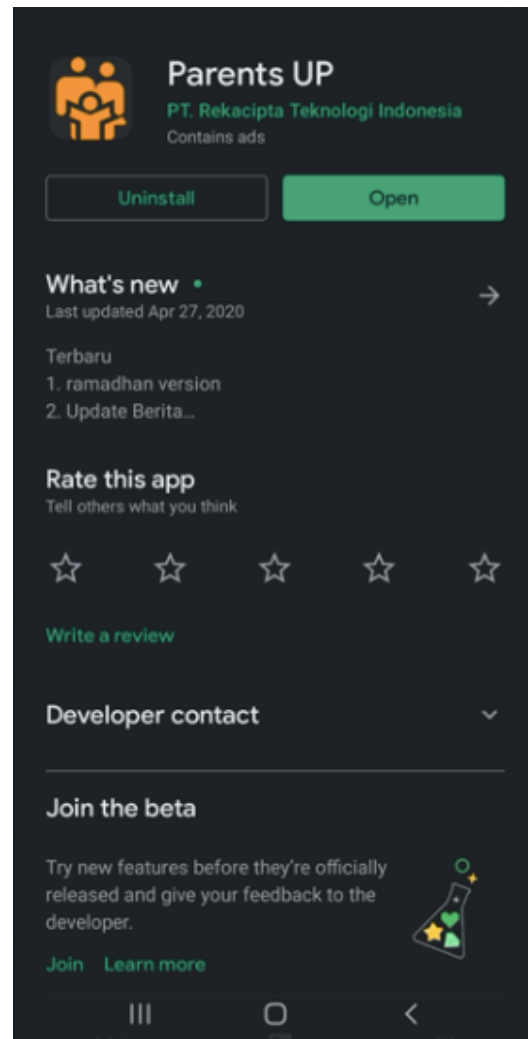 Parents UP
PT. Rekacipta Teknologi Indonesia
Contains ads
Uninstall
Open
What's new
Last updated Apr 27, 2020
Terbaru
1. ramadhan version
2. Update Berita...
Rate this app
Tell others what you think
Write a review
Developer contact
Join the beta
Try new features before they're officially
released and give your feedback to the
developer.
Join Learn more